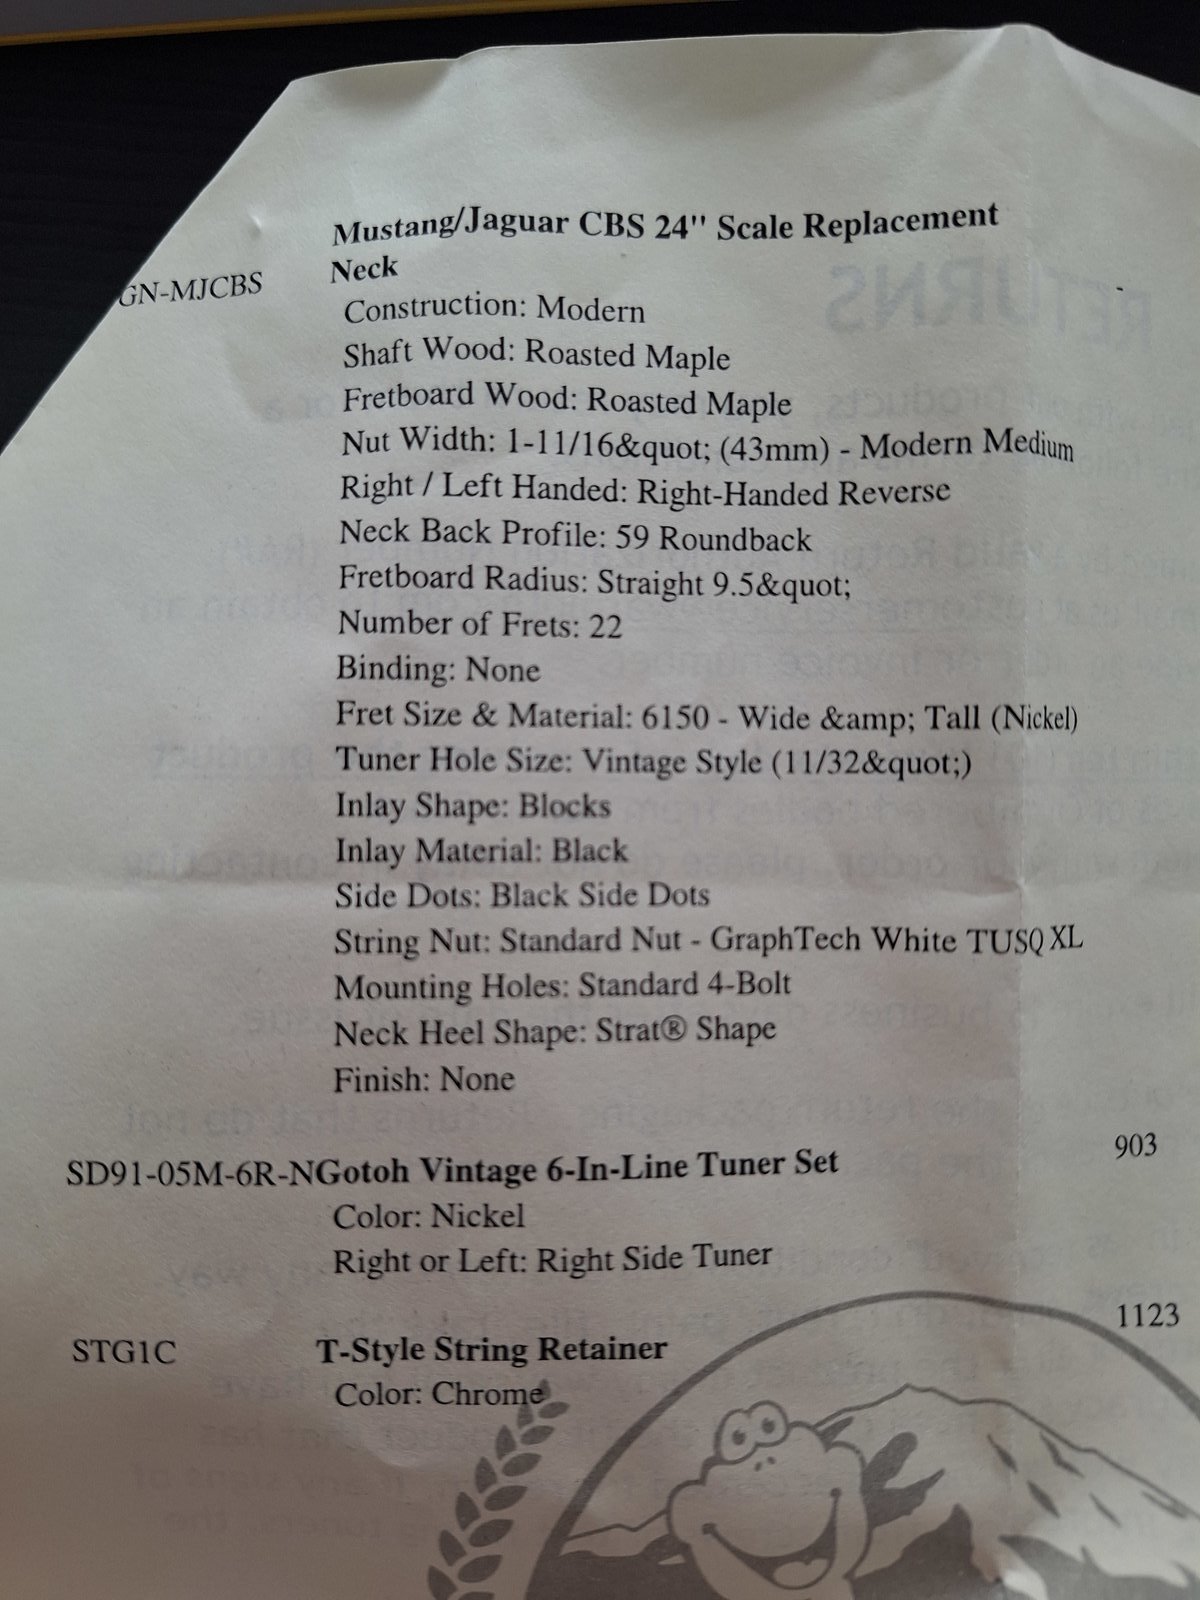 Mustang/Jaguar CBS 24" Scale Replacement
GN-MJCBS Neck
Construction: Modern
Shaft Wood: Roasted Maple
Fretboard Wood: Roasted Maple
Nut Width: 1-11/16&quot; (43mm) - Modern Medium
Right / Left Handed: Right-Handed Reverse
Neck Back Profile: 59 Roundback
Fretboard Radius: Straight 9.5&quot;
Number of Frets: 22
Binding: None
Fret Size & Material: 6150 - Wide &amp; Tall (Nickel)
Tuner Hole Size: Vintage Style (11/32&quot;)
Inlay Shape: Blocks
Inlay Material: Black
Side Dots: Black Side Dots
String Nut: Standard Nut - GraphTech White TUSQ XL
Mounting Holes: Standard 4-Bolt
Neck Heel Shape: Strat® Shape
Finish: None
SD91-05M-6R-NGotoh Vintage 6-In-Line Tuner Set 903
Color: Nickel
Right or Left: Right Side Tuner
STG1C T-Style String Retainer 1123
Color: Chrome